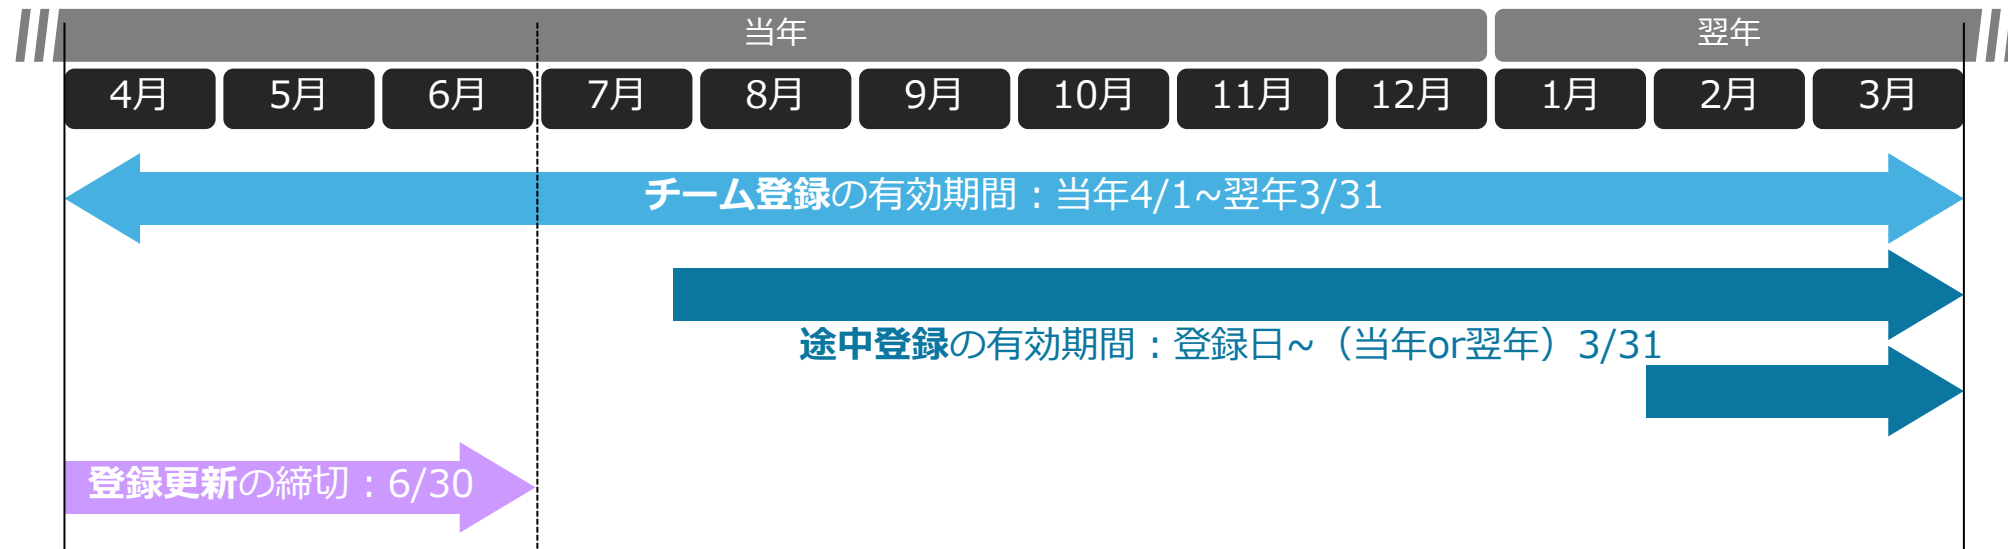 当年 翌年
4月 5月 6月 7月 8月 9月 10月 11月 12月 1月 2月 3月
チーム登録の有効期間：当年4/1~翌年3/31
途中登録の有効期間：登録日~（当年or翌年）3/31
登録更新の締切：6/30